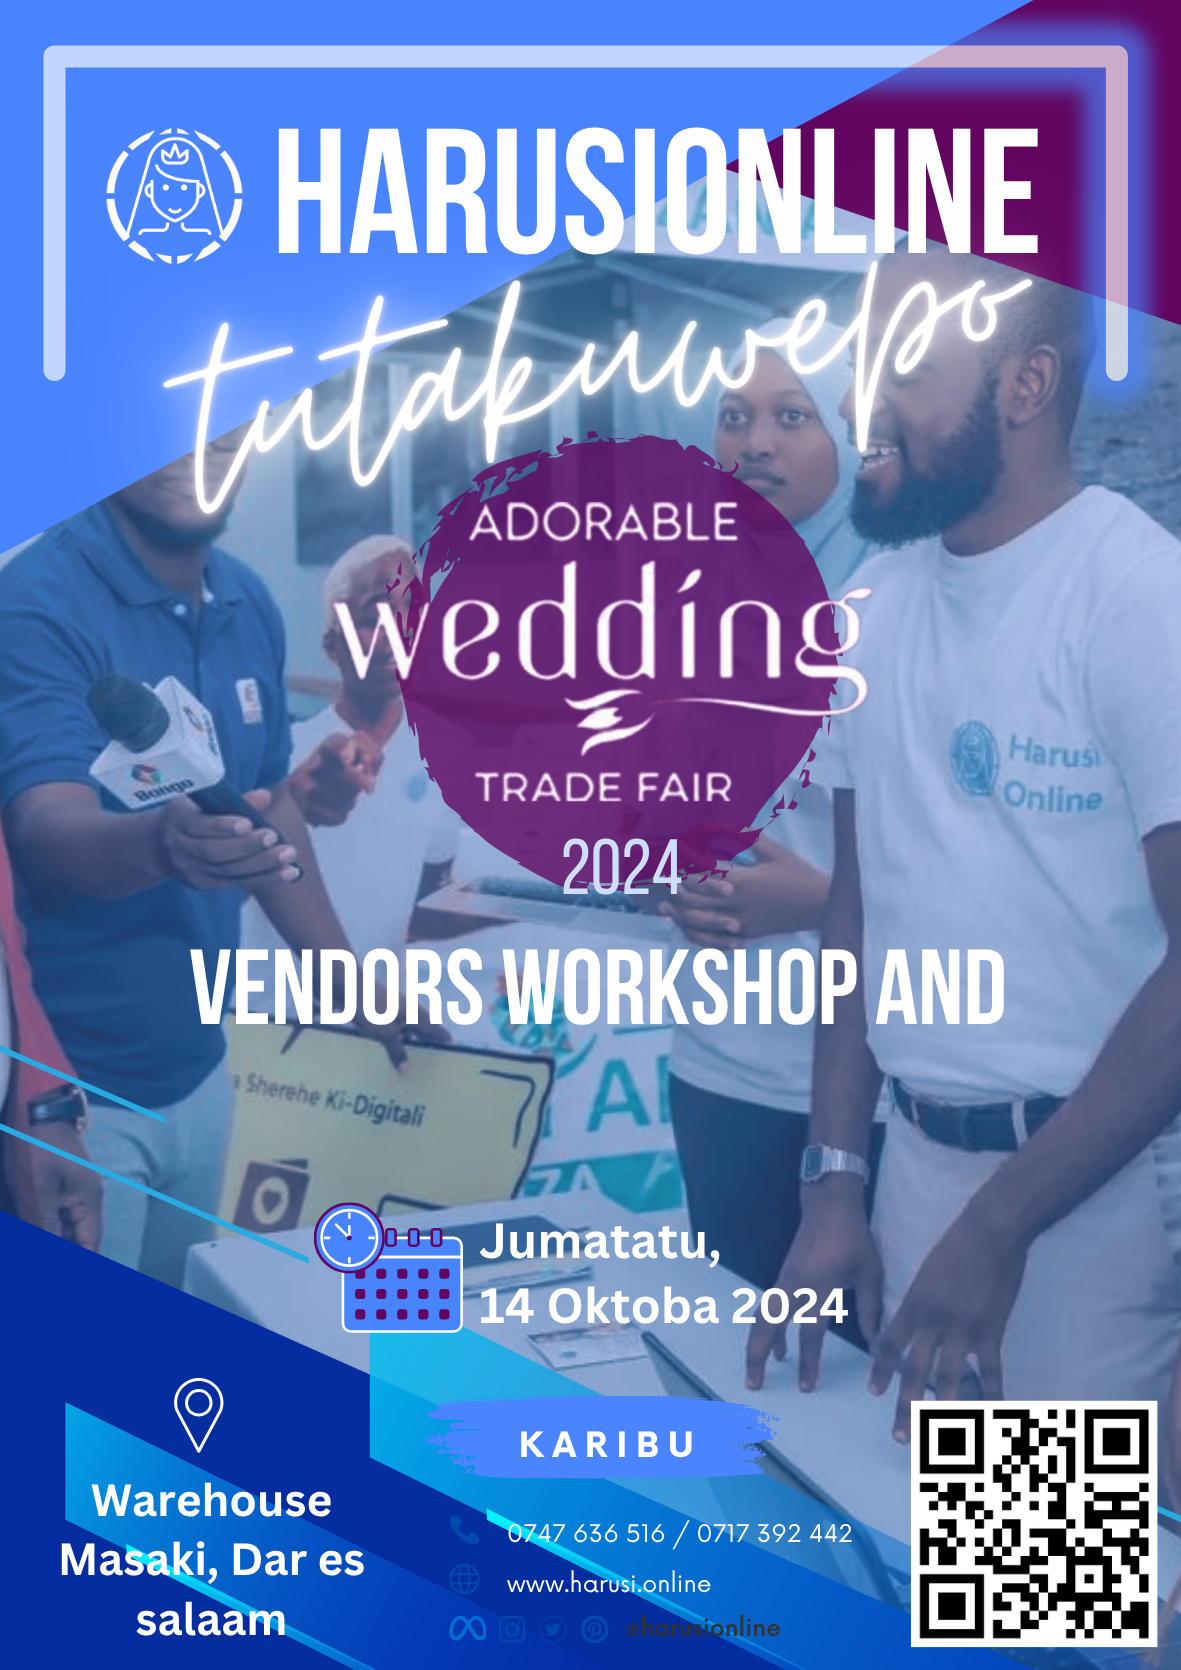 HARUSIONLINE
tutakuwepo
ADORABLE
wedding
TRADE FAIR
2024
Harusi
Online
Bongo
VENDORS WORKSHOP AND
Sherehe Ki-Digitali
Jumatatu,
14 Oktoba 2024
KARIBU
Warehouse
Masaki, Dar es
salaam
0747 636 516 / 0717 392 442
www.harusi.online
@harusionline